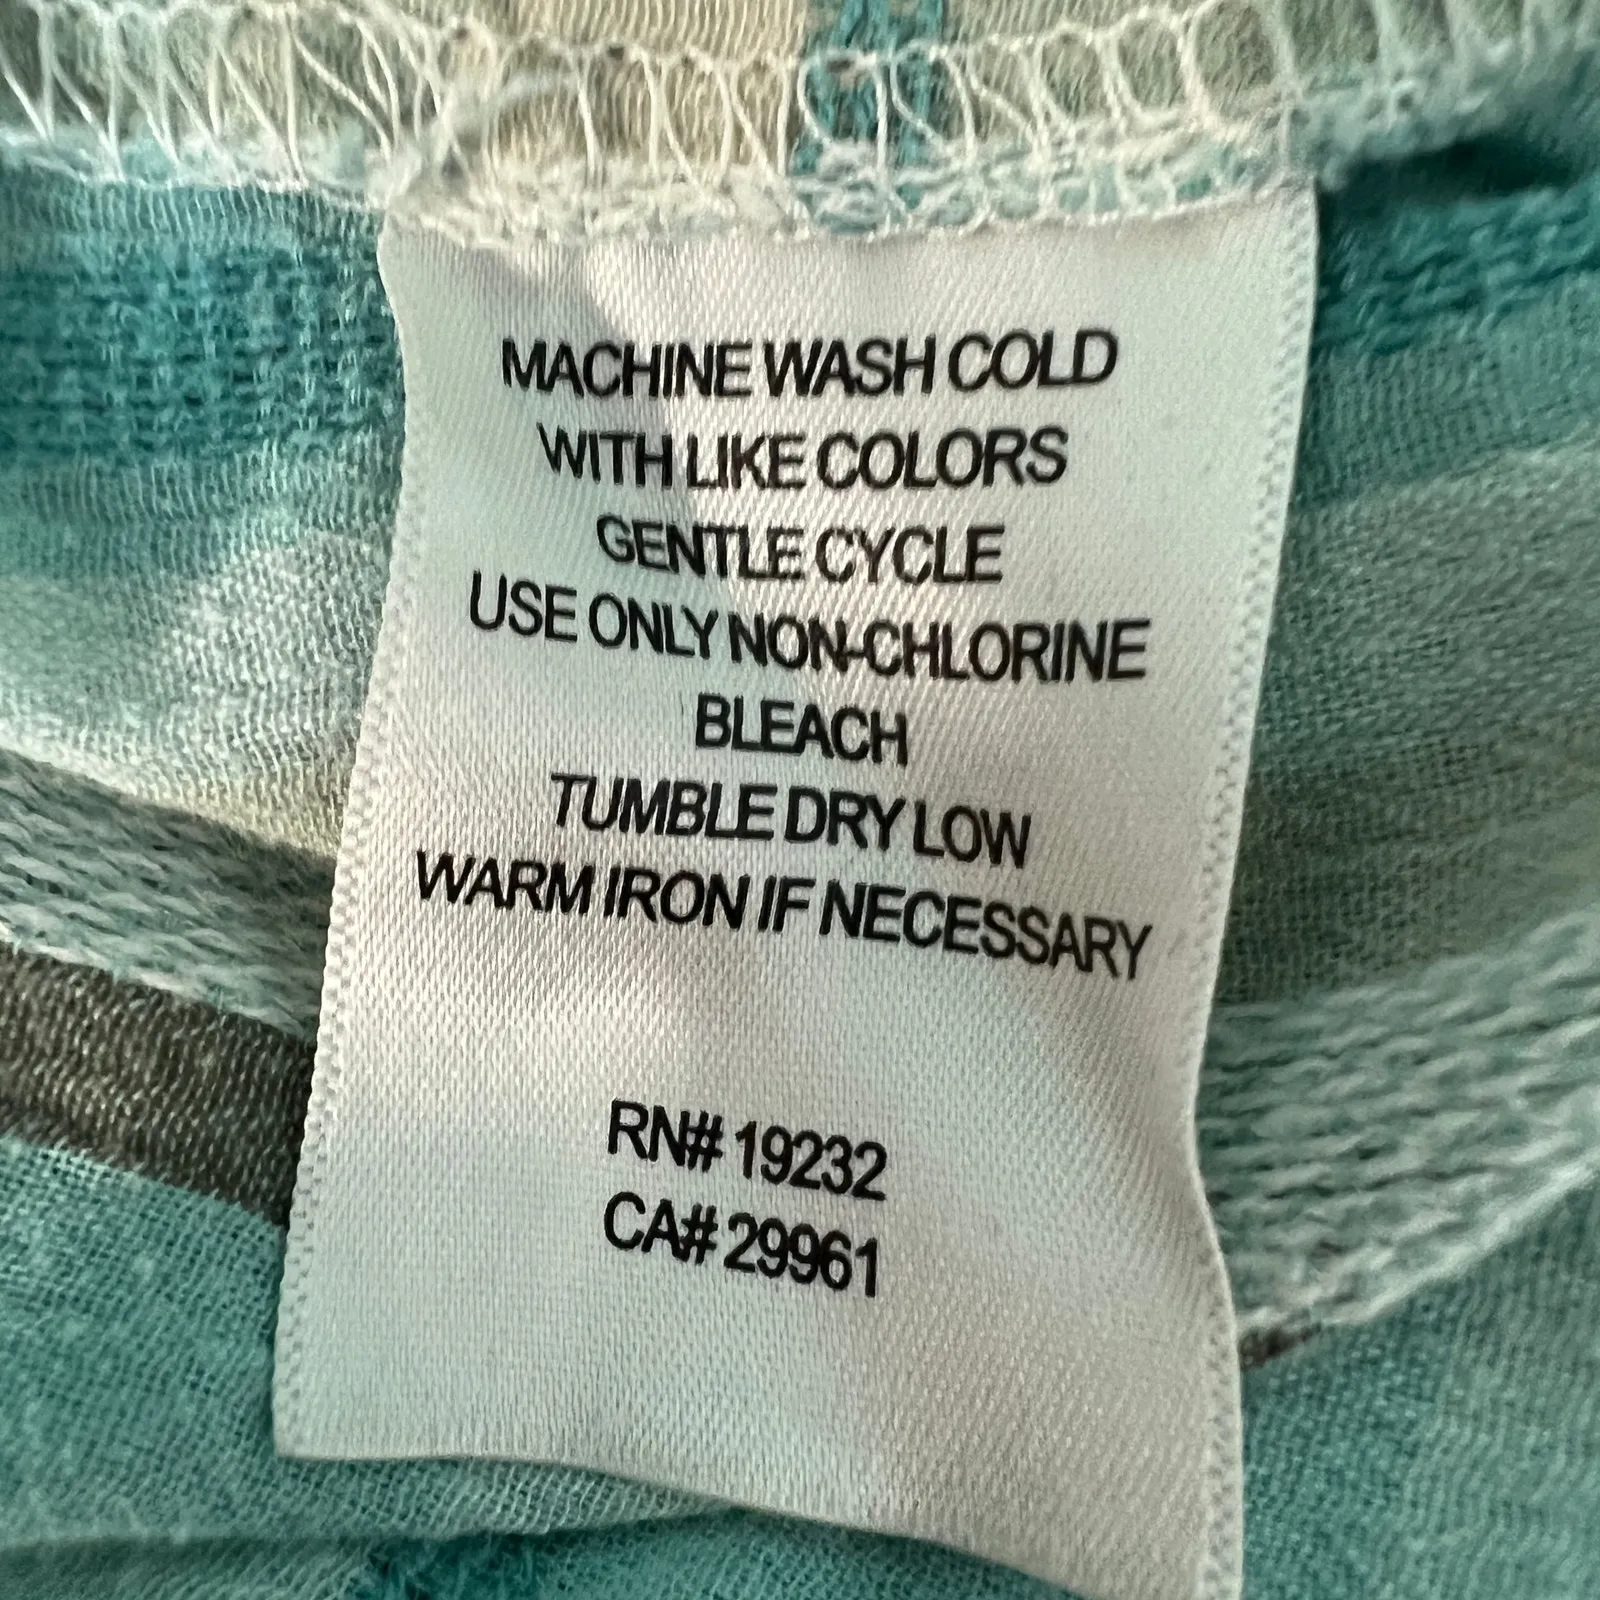 MACHINE WASH COLD
WITH LIKE COLORS
GENTLE CYCLE
USE ONLY NON-CHLORINE
BLEACH
TUMBLE DRY LOW
WARM IRON IF NECESSARY
RN# 19232
CA# 29961